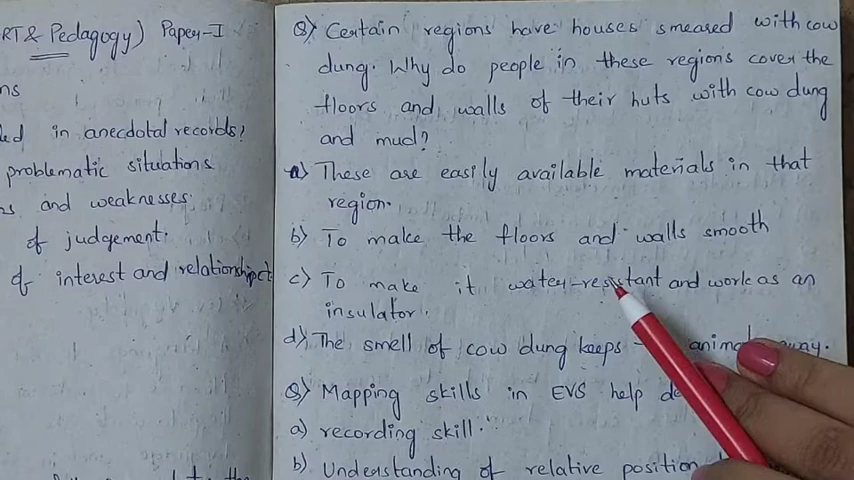 RT & Pedagogy) Paper-I
ns
ed in anecdotal records?
problematic situations
s and weaknesses.
of judgement.
of interest and relationship
Q) Certain regions have houses smeared with cow
dung. Why do people in these regions cover the
floors and walls of their huts with cow dung
and mud?
a) These are easily available materials in that
region.
b) To make the floors and walls smooth
c) To make it water-resistant and work as an
insulator.
d) The smell of cow dung keeps animal away.
Q) Mapping skills in EVS help de
a) recording skill.
b) Understanding of relative position